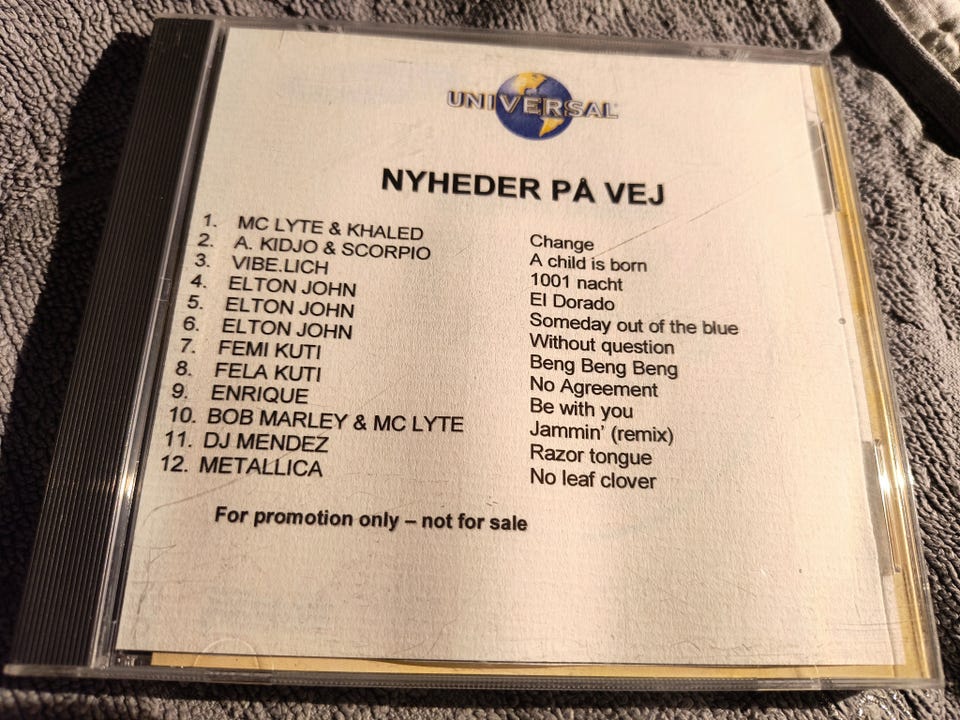 UNIVERSAL
NYHEDER PÅ VEJ
1. MC LYTE & KHALED Change
2. A. KIDJO & SCORPIO A child is born
3. VIBE.LICH 1001 nacht
4. ELTON JOHN El Dorado
5. ELTON JOHN Someday out of the blue
6. ELTON JOHN Without question
7. FEMI KUTI Beng Beng Beng
8. FELA KUTI No Agreement
9. ENRIQUE Be with you
10. BOB MARLEY & MC LYTE Jammin' (remix)
11. DJ MENDEZ Razor tongue
12. METALLICA No leaf clover
For promotion only – not for sale